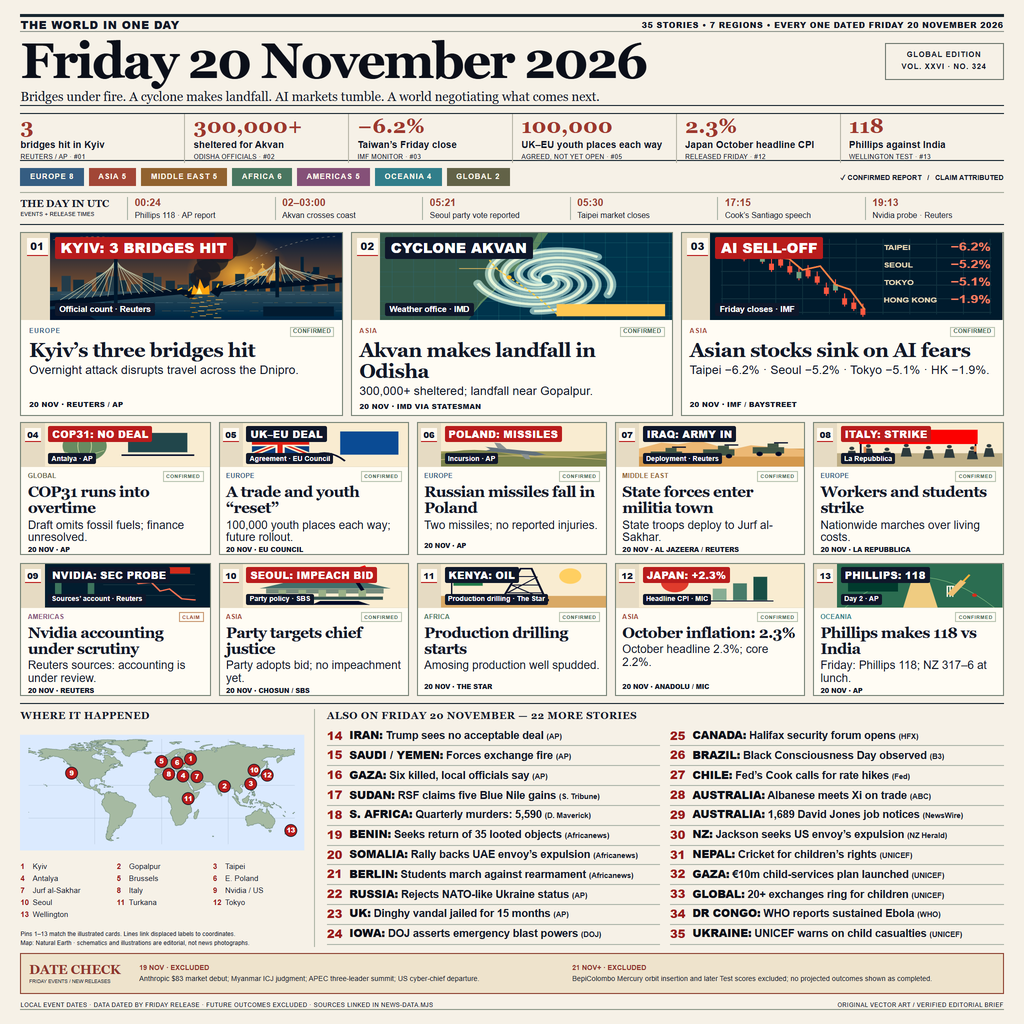 THE WORLD IN ONE DAY
35 STORIES • 7 REGIONS • EVERY ONE DATED FRIDAY 20 NOVEMBER 2026
Friday 20 November 2026
GLOBAL EDITION
VOL. XXVI · NO. 324
Bridges under fire. A cyclone makes landfall. AI markets tumble. A world negotiating what comes next.
3
bridges hit in Kyiv
REUTERS / AP · #01
300,000+
sheltered for Akvan
ODISHA OFFICIALS · #02
−6.2%
Taiwan's Friday close
IMF MONITOR · #03
100,000
UK–EU youth places each way
AGREED, NOT YET OPEN · #05
2.3%
Japan October headline CPI
RELEASED FRIDAY · #12
118
Phillips against India
WELLINGTON TEST · #13
EUROPE 8
ASIA 5
MIDDLE EAST 5
AFRICA 6
AMERICAS 5
OCEANIA 4
GLOBAL 2
✓ CONFIRMED REPORT / CLAIM ATTRIBUTED
THE DAY IN UTC
EVENTS + RELEASE TIMES
00:24
Phillips 118 · AP report
02–03:00
Akvan crosses coast
05:21
Seoul party vote reported
05:30
Taipei market closes
17:15
Cook's Santiago speech
19:13
Nvidia probe · Reuters
01
KYIV: 3 BRIDGES HIT
Official count · Reuters
EUROPE
CONFIRMED
Kyiv's three bridges hit
Overnight attack disrupts travel across the Dnipro.
20 NOV · REUTERS / AP
02
CYCLONE AKVAN
Weather office · IMD
ASIA
CONFIRMED
Akvan makes landfall in
Odisha
300,000+ sheltered; landfall near Gopalpur.
20 NOV · IMD VIA STATESMAN
03
AI SELL-OFF
TAIPEI −6.2%
SEOUL −5.2%
TOKYO −5.1%
HONG KONG −1.9%
Friday closes · IMF
ASIA
CONFIRMED
Asian stocks sink on AI fears
Taipei −6.2% · Seoul −5.2% · Tokyo −5.1% · HK −1.9%.
20 NOV · IMF / BAYSTREET
04
COP31: NO DEAL
Antalya · AP
GLOBAL
CONFIRMED
COP31 runs into
overtime
Draft omits fossil fuels; finance
unresolved.
20 NOV · AP
05
UK–EU DEAL
Agreement · EU Council
EUROPE
CONFIRMED
A trade and youth
“reset”
100,000 youth places each way;
future rollout.
20 NOV · EU COUNCIL
06
POLAND: MISSILES
Incursion · AP
EUROPE
CONFIRMED
Russian missiles fall in
Poland
Two missiles; no reported injuries.
20 NOV · AP
07
IRAQ: ARMY IN
Deployment · Reuters
MIDDLE EAST
CONFIRMED
State forces enter
militia town
State troops deploy to Jurf al-
Sakhar.
20 NOV · AL JAZEERA / REUTERS
08
ITALY: STRIKE
La Repubblica
EUROPE
CONFIRMED
Workers and students
strike
Nationwide marches over living
costs.
20 NOV · LA REPUBBLICA
09
NVIDIA: SEC PROBE
Sources' account · Reuters
AMERICAS
CLAIM
Nvidia accounting
under scrutiny
Reuters sources: accounting is
under review.
20 NOV · REUTERS
10
SEOUL: IMPEACH BID
Party policy · SBS
ASIA
CONFIRMED
Party targets chief
justice
Party adopts bid; no impeachment
yet.
20 NOV · CHOSUN / SBS
11
KENYA: OIL
Production drilling · The Star
AFRICA
CONFIRMED
Production drilling
starts
Amosing production well spudded.
20 NOV · THE STAR
12
JAPAN: +2.3%
Headline CPI · MIC
ASIA
CONFIRMED
October inflation: 2.3%
October headline 2.3%; core
2.2%.
20 NOV · ANADOLU / MIC
13
PHILLIPS: 118
Day 2 · AP
OCEANIA
CONFIRMED
Phillips makes 118 vs
India
Friday: Phillips 118; NZ 317–6 at
lunch.
20 NOV · AP
WHERE IT HAPPENED
5 6 1
8 4 7
9
10 12
3
2
11
13
1 Kyiv 2 Gopalpur 3 Taipei
4 Antalya 5 Brussels 6 E. Poland
7 Jurf al-Sakhar 8 Italy 9 Nvidia / US
10 Seoul 11 Turkana 12 Tokyo
13 Wellington
Pins 1–13 match the illustrated cards. Lines link displaced labels to coordinates.
Map: Natural Earth · schematics and illustrations are editorial, not news photographs.
ALSO ON FRIDAY 20 NOVEMBER — 22 MORE STORIES
14 IRAN: Trump sees no acceptable deal (AP)
15 SAUDI / YEMEN: Forces exchange fire (AP)
16 GAZA: Six killed, local officials say (AP)
17 SUDAN: RSF claims five Blue Nile gains (S. Tribune)
18 S. AFRICA: Quarterly murders: 5,590 (D. Maverick)
19 BENIN: Seeks return of 35 looted objects (Africanews)
20 SOMALIA: Rally backs UAE envoy's expulsion (Africanews)
21 BERLIN: Students march against rearmament (Africanews)
22 RUSSIA: Rejects NATO-like Ukraine status (AP)
23 UK: Dinghy vandal jailed for 15 months (AP)
24 IOWA: DOJ asserts emergency blast powers (DOJ)
25 CANADA: Halifax security forum opens (HFX)
26 BRAZIL: Black Consciousness Day observed (B3)
27 CHILE: Fed's Cook calls for rate hikes (Fed)
28 AUSTRALIA: Albanese meets Xi on trade (ABC)
29 AUSTRALIA: 1,689 David Jones job notices (NewsWire)
30 NZ: Jackson seeks US envoy's expulsion (NZ Herald)
31 NEPAL: Cricket for children's rights (UNICEF)
32 GAZA: €10m child-services plan launched (UNICEF)
33 GLOBAL: 20+ exchanges ring for children (UNICEF)
34 DR CONGO: WHO reports sustained Ebola (WHO)
35 UKRAINE: UNICEF warns on child casualties (UNICEF)
DATE CHECK
FRIDAY EVENTS / NEW RELEASES
19 NOV · EXCLUDED
Anthropic $83 market debut; Myanmar ICJ judgment; APEC three-leader summit; US cyber-chief departure.
21 NOV+ · EXCLUDED
BepiColombo Mercury orbit insertion and later Test scores excluded; no projected outcomes shown as completed.
LOCAL EVENT DATES · DATA DATED BY FRIDAY RELEASE · FUTURE OUTCOMES EXCLUDED · SOURCES LINKED IN NEWS-DATA.MJS
ORIGINAL VECTOR ART / VERIFIED EDITORIAL BRIEF